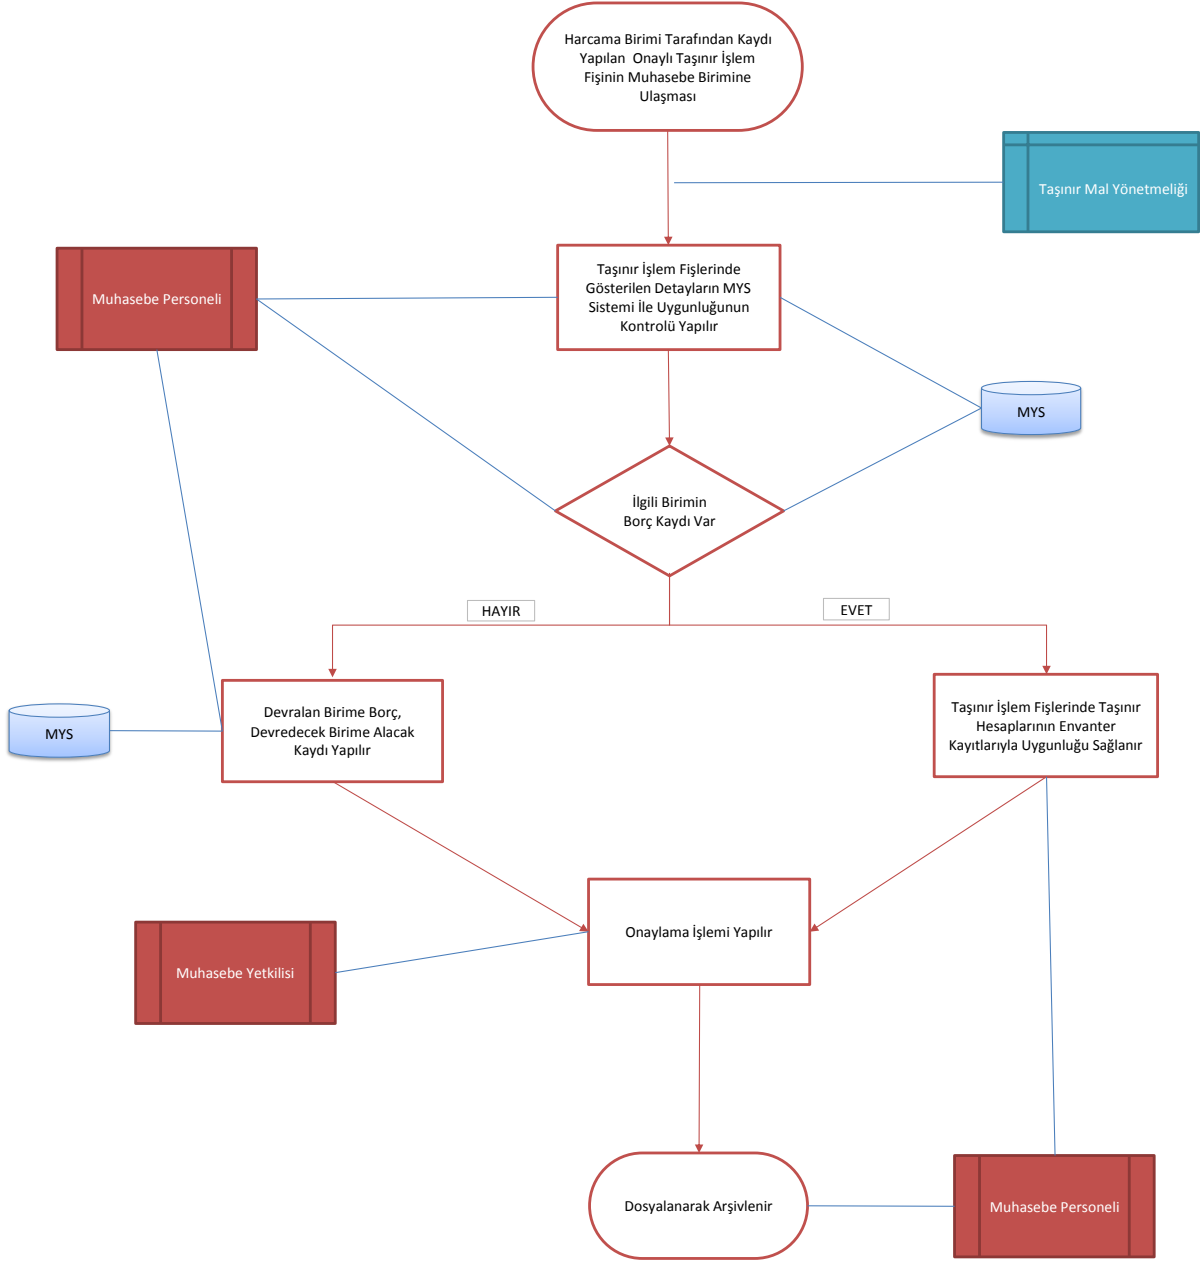 Harcama Birimi Tarafından Kaydı
Yapılan  Onaylı Taşınır İşlem
Fişinin Muhasebe Birimine
Ulaşması
Taşınır Mal Yönetmeliği
Muhasebe Personeli
Taşınır İşlem Fişlerinde
Gösterilen Detayların MYS
Sistemi İle Uygunluğunun
Kontrolü Yapılır
MYS
İlgili Birimin
Borç Kaydı Var
HAYIR
EVET
Devralan Birime Borç,
Devredecek Birime Alacak
Kaydı Yapılır
Taşınır İşlem Fişlerinde Taşınır
Hesaplarının Envanter
Kayıtlarıyla Uygunluğu Sağlanır
MYS
Onaylama İşlemi Yapılır
Muhasebe Yetkilisi
Dosyalanarak Arşivlenir
Muhasebe Personeli